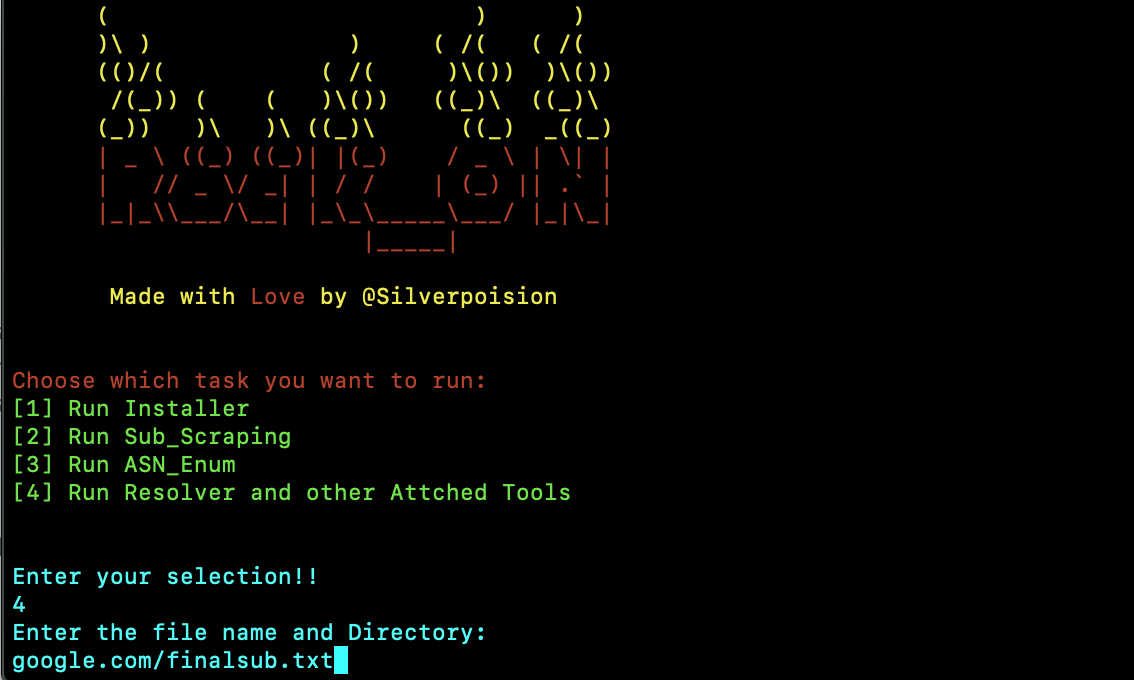 (                                )        )
)\ )                  )       ( /(    ( /(
(()/(              ( /(       )\())   )\())
 /(_)) (     (     )\())    ((_)\   ((_)\
(_))    )\    )\ ((_)\        ((_)   _((_)
| _ \ ((_) ((_)| |(_)     / _ \ | \| |
|   // _ \/ _| | / /     | (_) || .` |
|_|_\\___/\__| |_\_\_____\___/ |_|\_|
                   |_____|
Made with Love by @Silverpoision
Choose which task you want to run:
[1] Run Installer
[2] Run Sub_Scraping
[3] Run ASN_Enum
[4] Run Resolver and other Attched Tools
Enter your selection!!
4
Enter the file name and Directory:
google.com/finalsub.txt